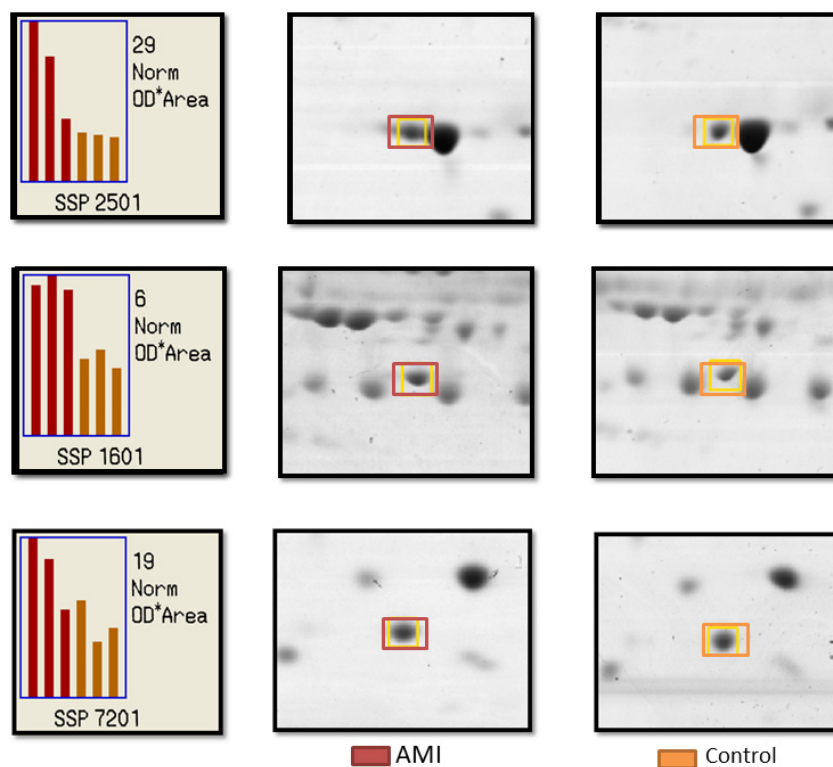 29
Norm
OD*Area
SSP 2501
6
Norm
OD*Area
SSP 1601
19
Norm
OD*Area
SSP 7201
AMI
Control